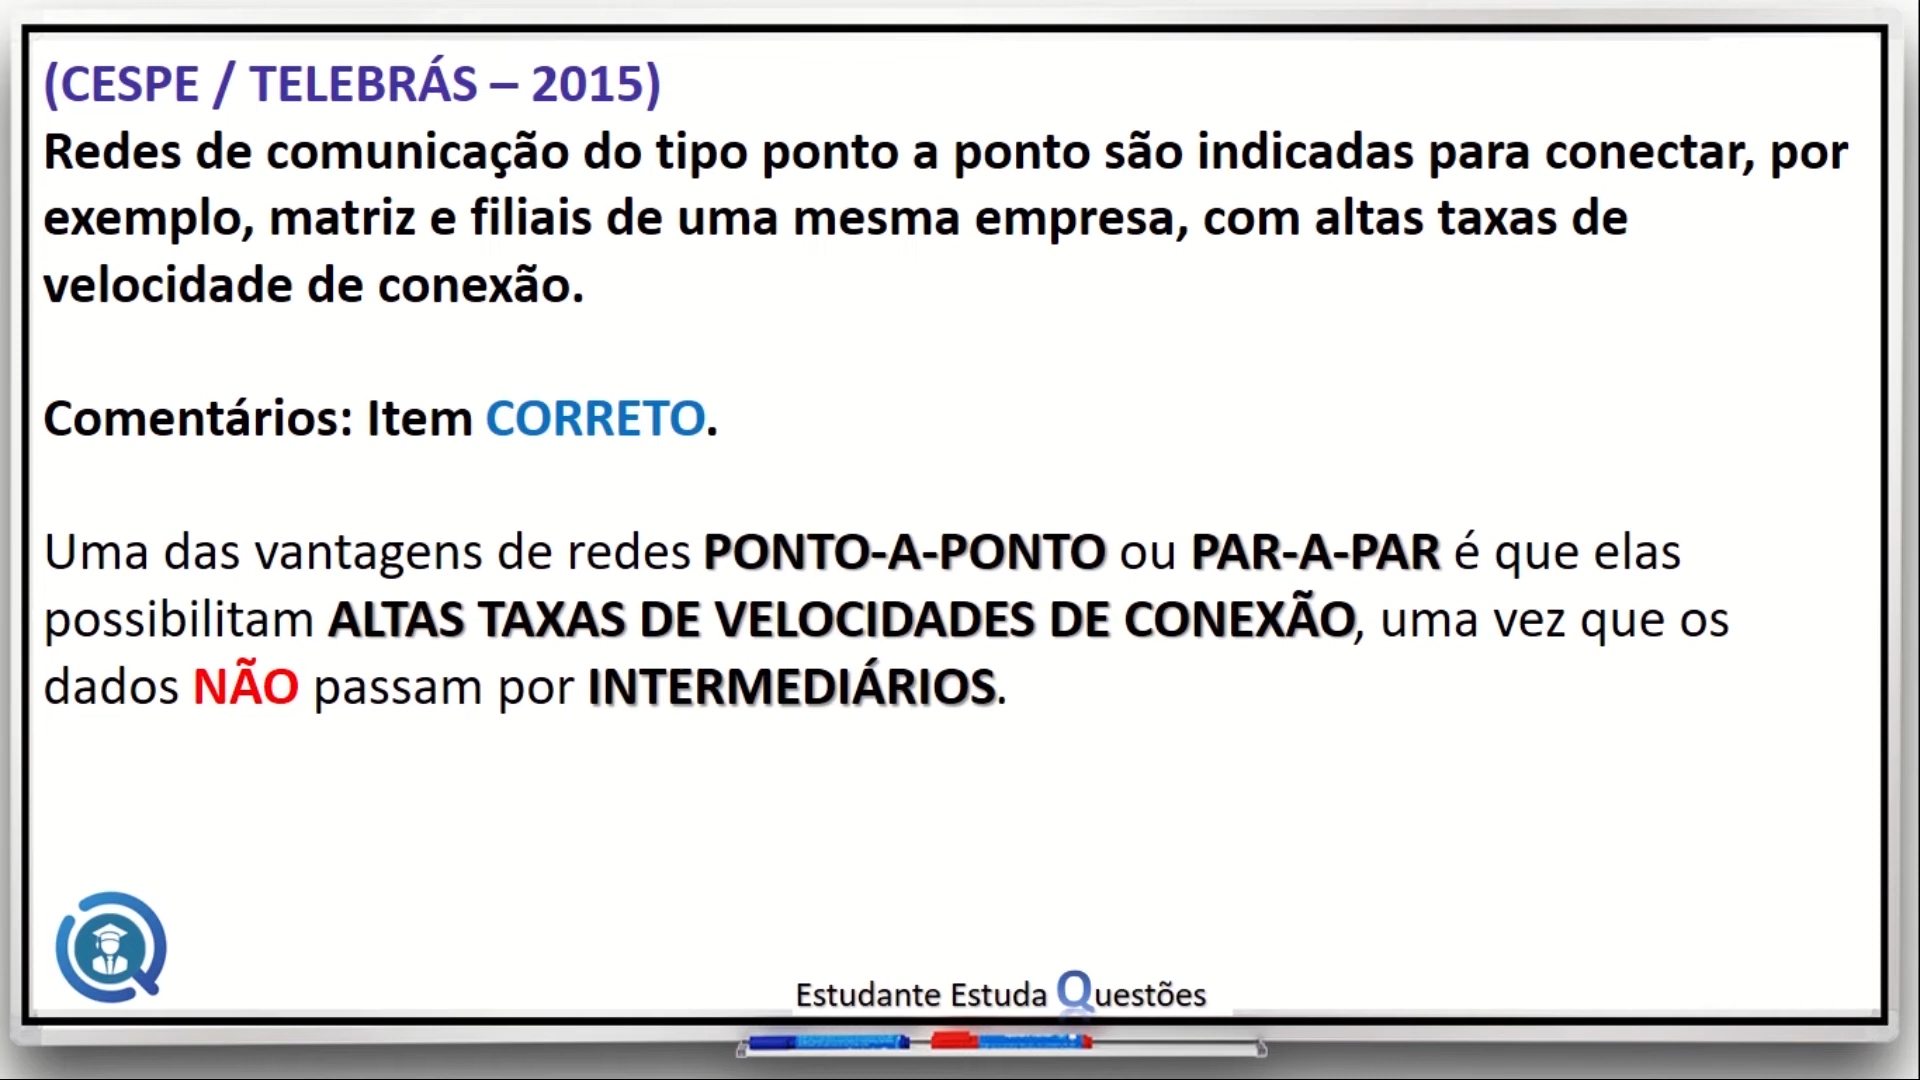 (CESPE / TELEBRÁS – 2015)
Redes de comunicação do tipo ponto a ponto são indicadas para conectar, por
exemplo, matriz e filiais de uma mesma empresa, com altas taxas de
velocidade de conexão.
Comentários: Item CORRETO.
Uma das vantagens de redes PONTO-A-PONTO ou PAR-A-PAR é que elas
possibilitam ALTAS TAXAS DE VELOCIDADES DE CONEXÃO, uma vez que os
dados NÃO passam por INTERMEDIÁRIOS.
Estudante Estuda Questões